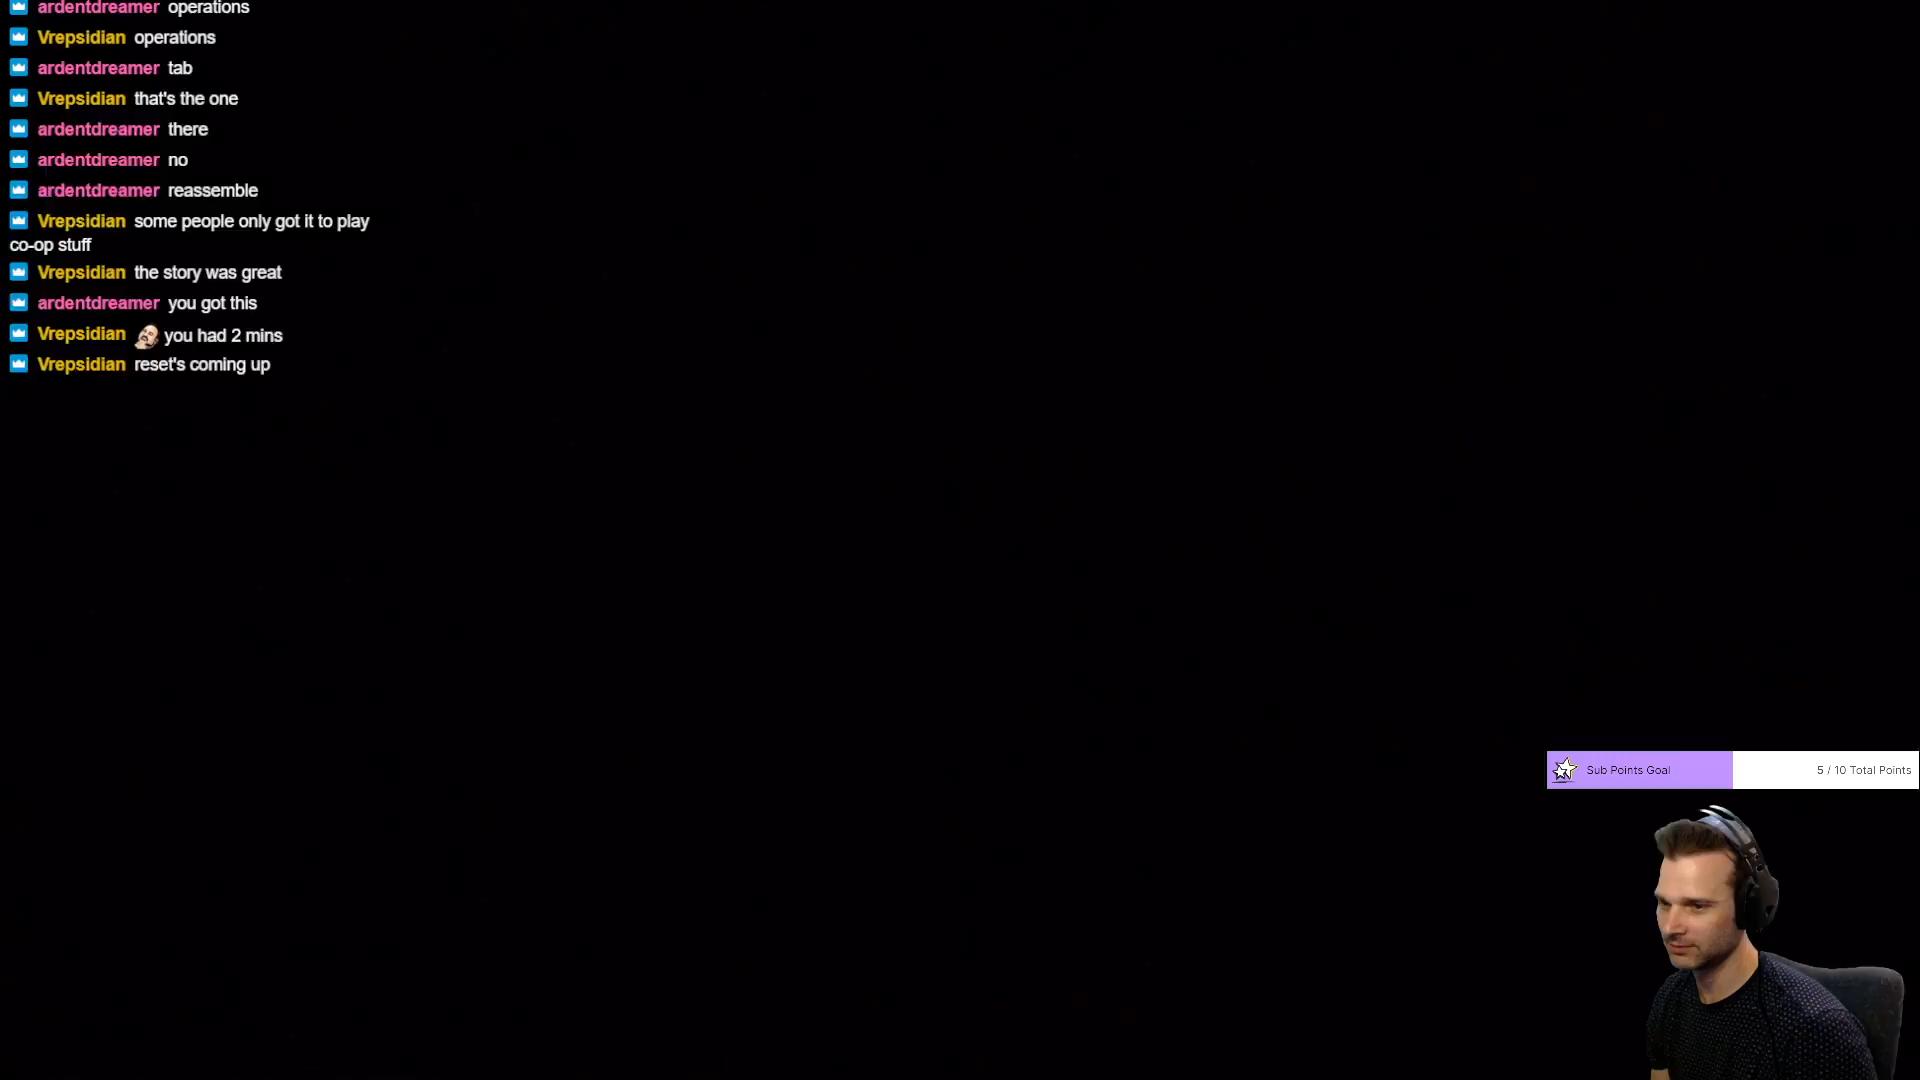 ardentdreamer operations
Vrepsidian operations
ardentdreamer tab
Vrepsidian that's the one
ardentdreamer there
ardentdreamer no
ardentdreamer reassemble
Vrepsidian some people only got it to play
co-op stuff
Vrepsidian the story was great
ardentdreamer you got this
Vrepsidian you had 2 mins
Vrepsidian reset's coming up
Sub Points Goal 5 / 10 Total Points